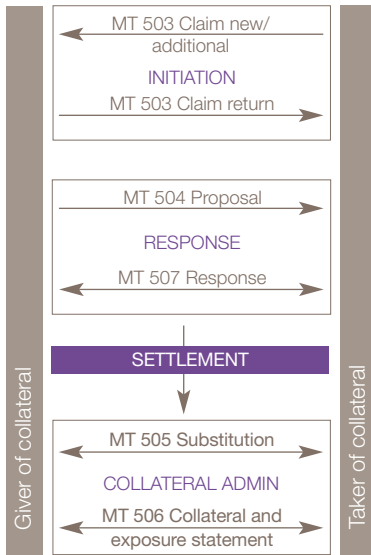 MT 503 Claim new/
additional
INITIATION
MT 503 Claim return
MT 504 Proposal
RESPONSE
MT 507 Response
SETTLEMENT
MT 505 Substitution
COLLATERAL ADMIN
MT 506 Collateral and
exposure statement
Giver of collateral
Taker of collateral